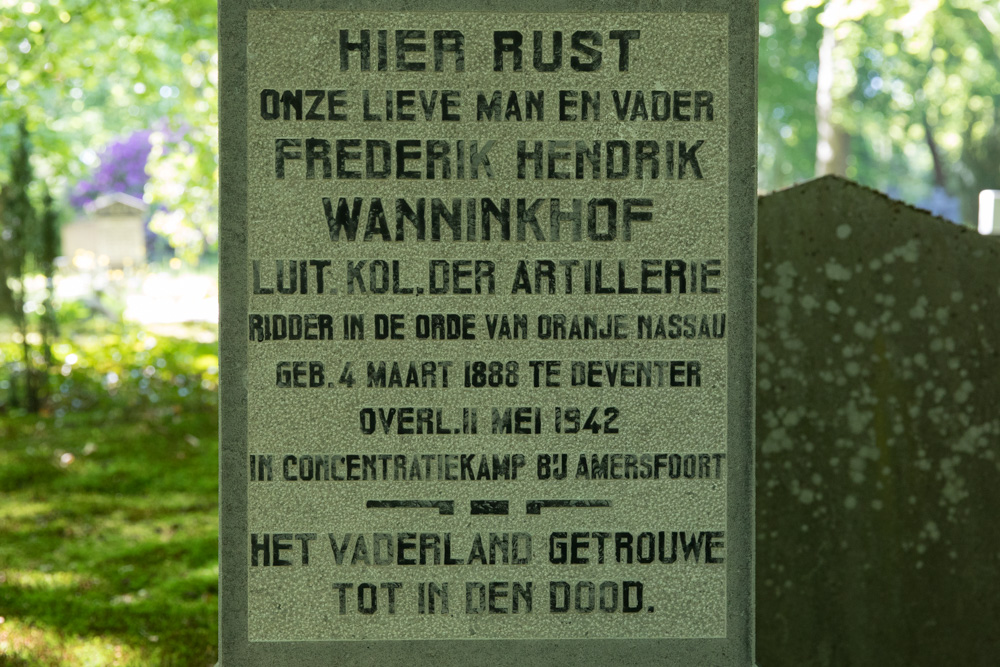 HIER RUST
ONZE LIEVE MAN EN VADER
FREDERIK HENDRIK
WANNINKHOF
LUIT. KOL. DER ARTILLERIE
RIDDER IN DE ORDE VAN ORANJE NASSAU
GEB. 4 MAART 1888 TE DEVENTER
OVERL. 11 MEI 1942
IN CONCENTRATIEKAMP BIJ AMERSFOORT
HET VADERLAND GETROUWE
TOT IN DEN DOOD.